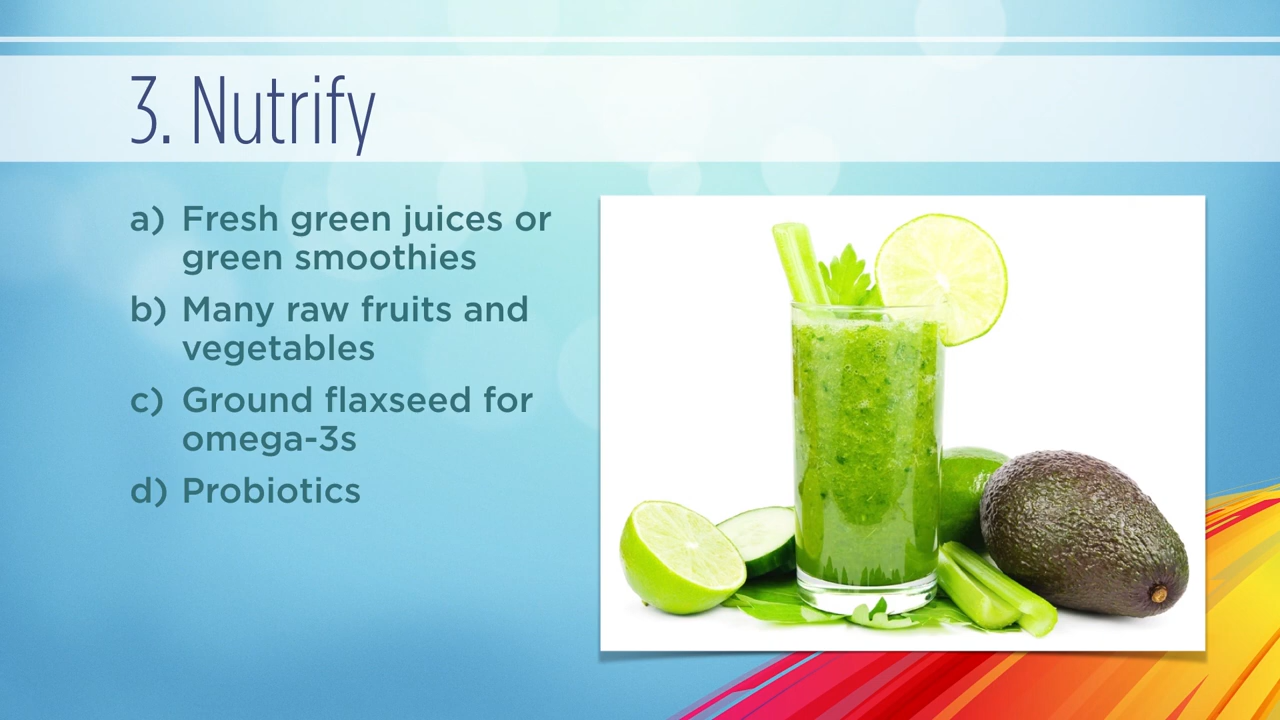 3. Nutrify
a) Fresh green juices or
green smoothies
b) Many raw fruits and
vegetables
c) Ground flaxseed for
omega-3s
d) Probiotics